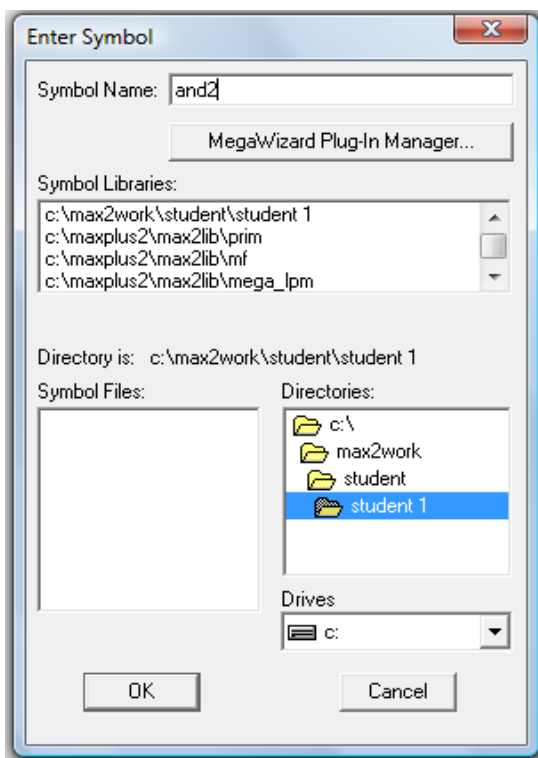 Enter Symbol
Symbol Name: and2
MegaWizard Plug-In Manager...
Symbol Libraries:
c:\max2work\student\student 1
c:\maxplus2\max2lib\prim
c:\maxplus2\max2lib\mf
c:\maxplus2\max2lib\mega_lpm
Directory is: c:\max2work\student\student 1
Symbol Files:
Directories:
c:\
max2work
student
student 1
Drives
c:
OK
Cancel